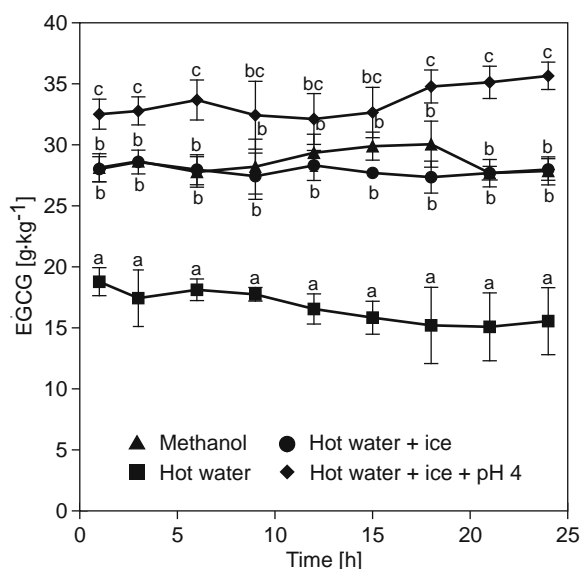 40
35
30
25
20
15
10
5
0
EGCG [g·kg⁻¹]
c c c bc bc bc c c c
b b b b b b b b b
b b b b b b b b
a a a a a a a a a
Methanol Hot water + ice
Hot water Hot water + ice + pH 4
0 5 10 15 20 25
Time [h]